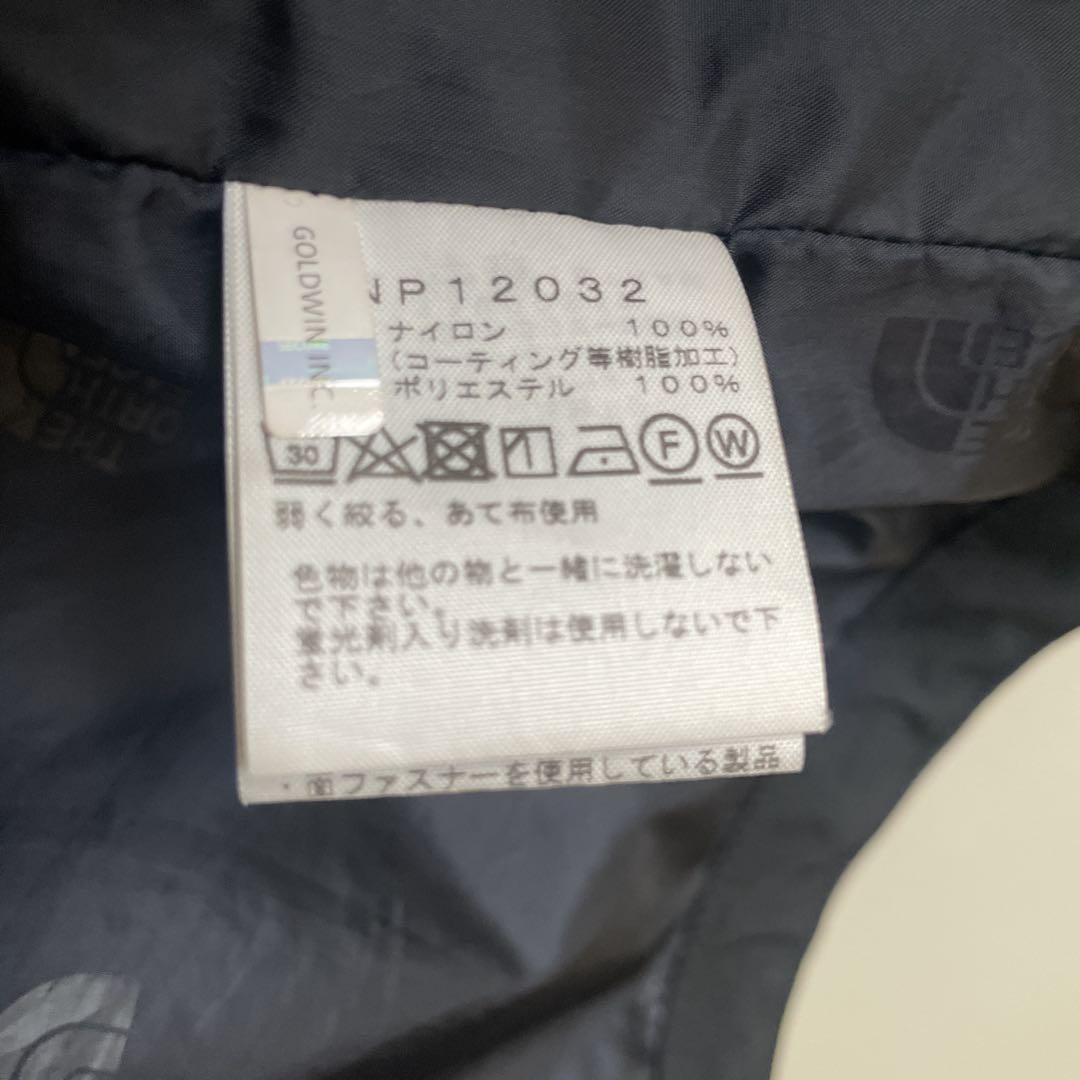 GOLDWIN INC.
NP12032
ナイロン 100%
(コーティング等樹脂加工)
ポリエステル 100%
30 F W
弱く絞る、あて布使用
色物は他の物と一緒に洗濯しない
で下さい。
蛍光剤入り洗剤は使用しないで下
さい。
・面ファスナーを使用している製品
THE